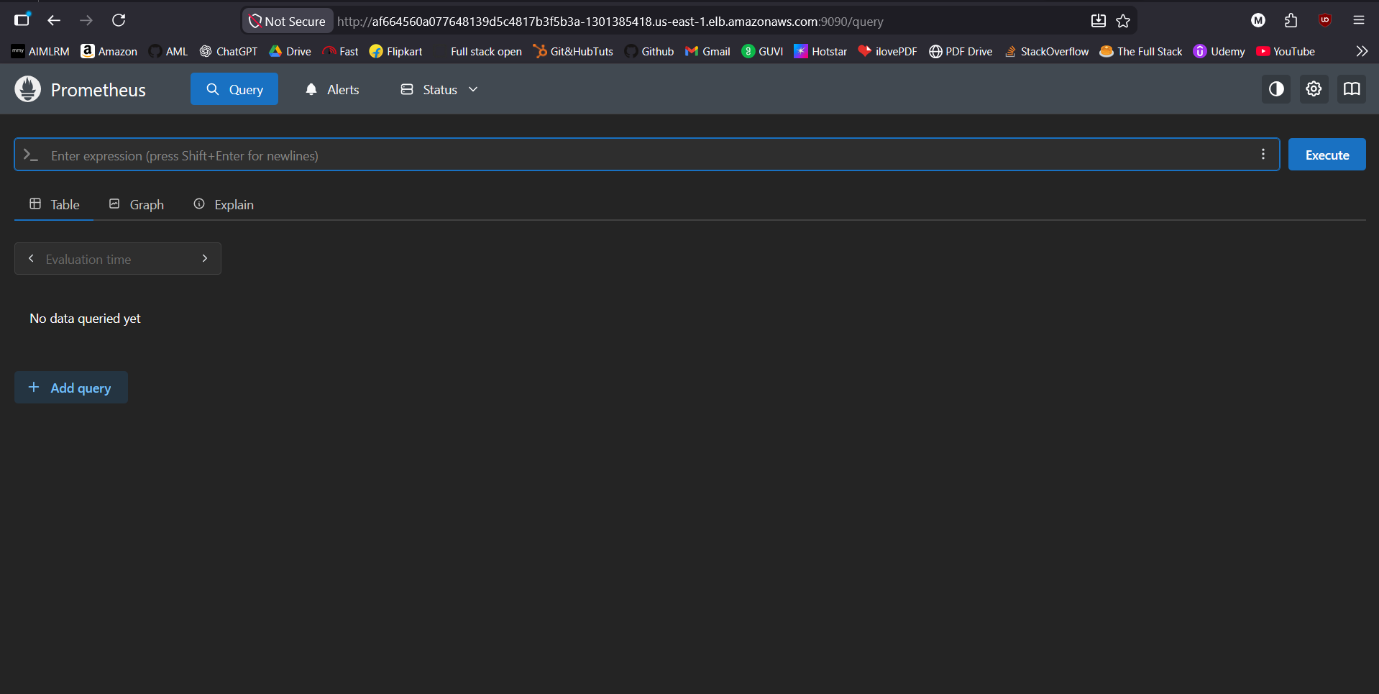 Not Secure http://af664560a077648139d5c4817b3f5b3a-1301385418.us-east-1.elb.amazonaws.com:9090/query M UD
AIMLRM Amazon AML ChatGPT Drive Fast Flipkart Full stack open Git&HubTuts Github Gmail GUVI Hotstar ilovePDF PDF Drive StackOverflow The Full Stack Udemy YouTube
Prometheus Query Alerts Status
Enter expression (press Shift+Enter for newlines) Execute
Table Graph Explain
Evaluation time
No data queried yet
+ Add query